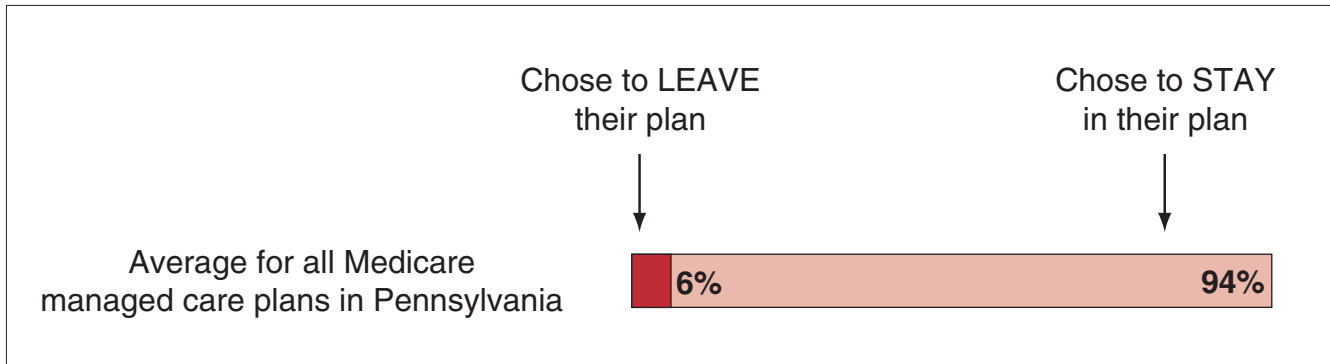 Chose to LEAVE
their plan
Chose to STAY
in their plan
Average for all Medicare
managed care plans in Pennsylvania
6%
94%